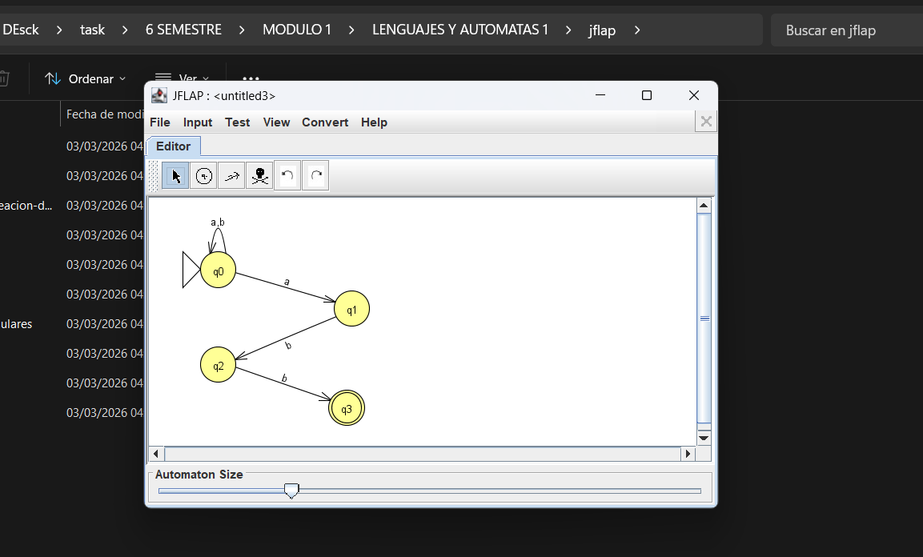 DEsck > task > 6 SEMESTRE > MODULO 1 > LENGUAJES Y AUTOMATAS 1 > jflap >
Buscar en jflap
Ordenar
Ver
Fecha de modi
JFLAP : <untitled3>
File Input Test View Convert Help
Editor
03/03/2026 04
03/03/2026 04
eacion-d... 03/03/2026 04
03/03/2026 04
03/03/2026 04
03/03/2026 04
ulares 03/03/2026 04
03/03/2026 04
03/03/2026 04
03/03/2026 04
a,b
q0
a
q1
b
q2
b
q3
Automaton Size